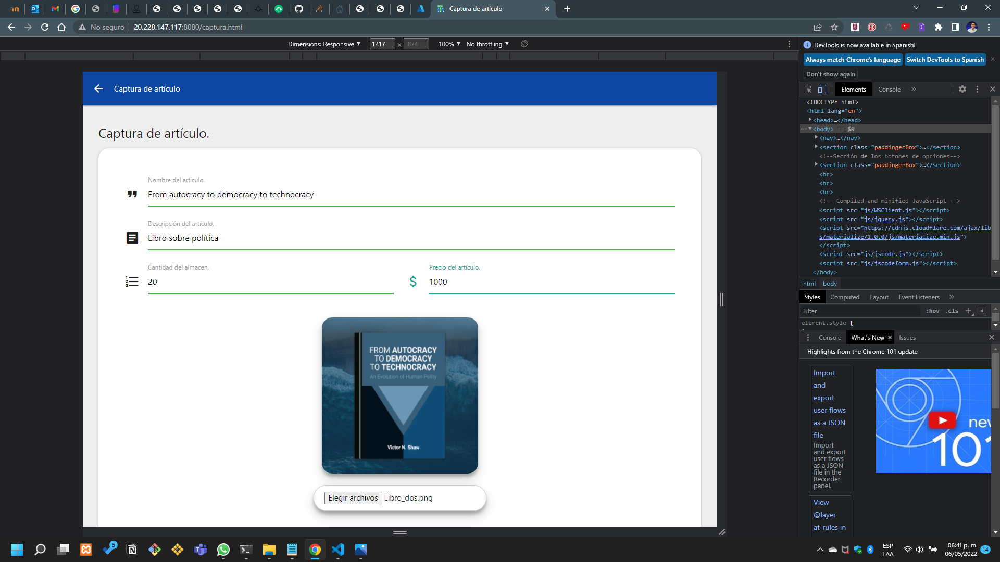 Captura de articulo
No seguro
20.228.147.117:8080/captura.html
Dimensions: Responsive
1217
×
874
100%
No throttling
Captura de artículo
Captura de artículo.
Nombre del articulo.
From autocracy to democracy to technocracy
Descripción del artículo.
Libro sobre política
Cantidad del almacen.
20
Precio del artículo.
$
1000
FROM AUTOCRACY
TO DEMOCRACY
TO TECHNOCRACY
An Evolution of Human Polity
Victor N. Shaw
Elegir archivos
Libro_dos.png
DevTools is now available in Spanish!
Always match Chrome's language
Switch DevTools to Spanish
Don't show again
Elements
Console
<!DOCTYPE html>
<html lang="en">
<head>…</head>
<body> == $0
<nav>…</nav>
<section class="paddingerBox">…</section>
<!--Sección de los botones de opciones-->
<section class="paddingerBox">…</section>
<br>
<br>
<br>
<!-- Compiled and minified JavaScript -->
<script src="js/WSClient.js"></script>
<script src="js/jquery.js"></script>
<script src="https://cdnjs.cloudflare.com/ajax/lib
s/materialize/1.0.0/js/materialize.min.js">
</script>
<script src="js/jscode.js"></script>
<script src="js/jscodeform.js"></script>
</body>
html
body
Styles
Computed
Layout
Event Listeners
Filter
:hov
.cls
element.style {
Console
What's New
Issues
Highlights from the Chrome 101 update
Import
and
export
user flows
as a JSON
file
Import
and export
user flows
as a JSON
file in the
Recorder
panel.
new
101
View
@layer
at-rules in
5
ESP
LAA
06:41 p. m.
06/05/2022
14